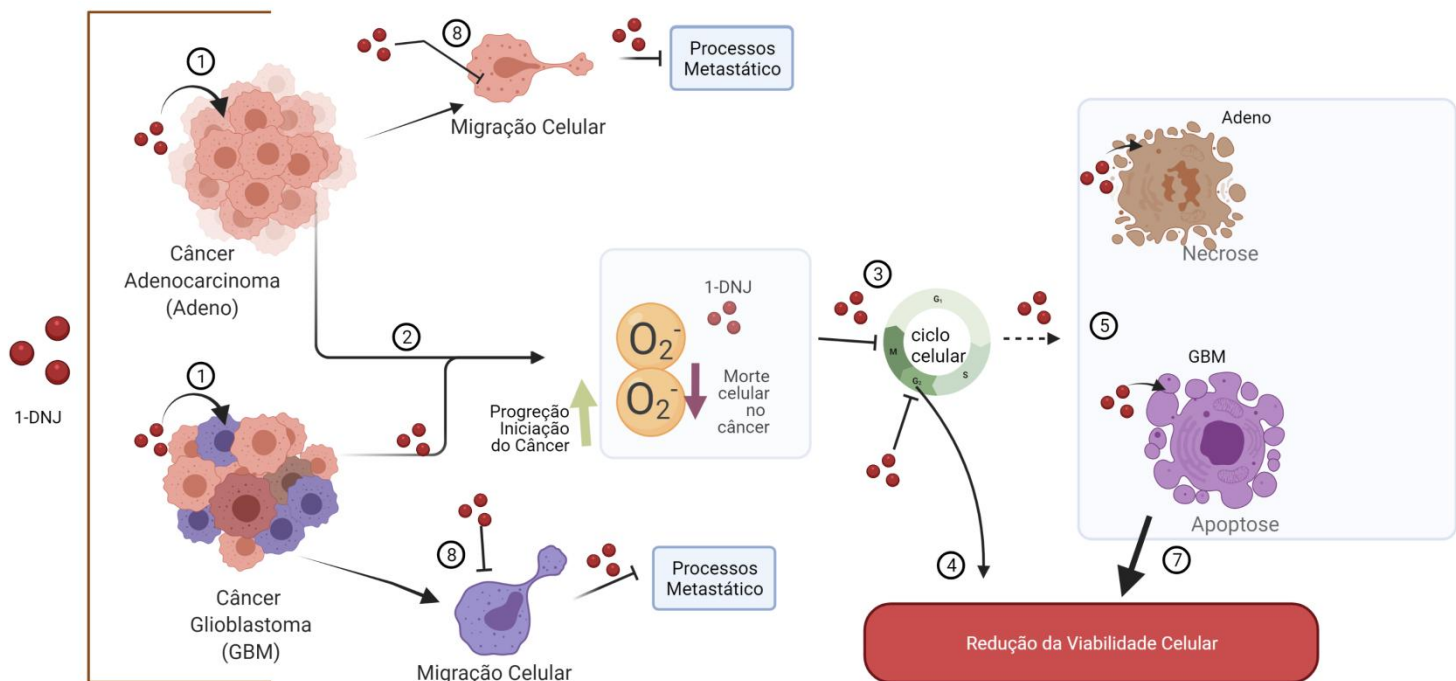 1-DNJ
1
Câncer
Adenocarcinoma
(Adeno)
8
Migração Celular
Processos
Metastático
1
Câncer
Glioblastoma
(GBM)
2
8
Migração Celular
Processos
Metastático
Progreção
Iniciação
do Câncer
O2-
O2-
1-DNJ
Morte
celular
no
câncer
3
ciclo
celular
G1
S
G2
M
4
5
Adeno
Necrose
GBM
Apoptose
7
Redução da Viabilidade Celular